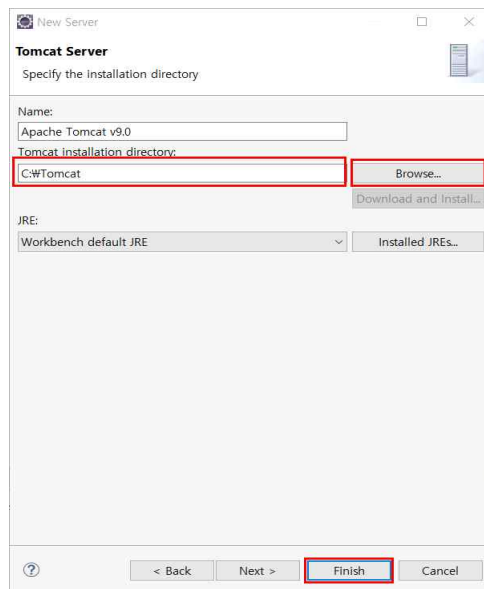 New Server
Tomcat Server
Specify the installation directory
Name:
Apache Tomcat v9.0
Tomcat installation directory:
C:₩Tomcat
Browse...
Download and Install...
JRE:
Workbench default JRE
Installed JREs...
?
< Back
Next >
Finish
Cancel